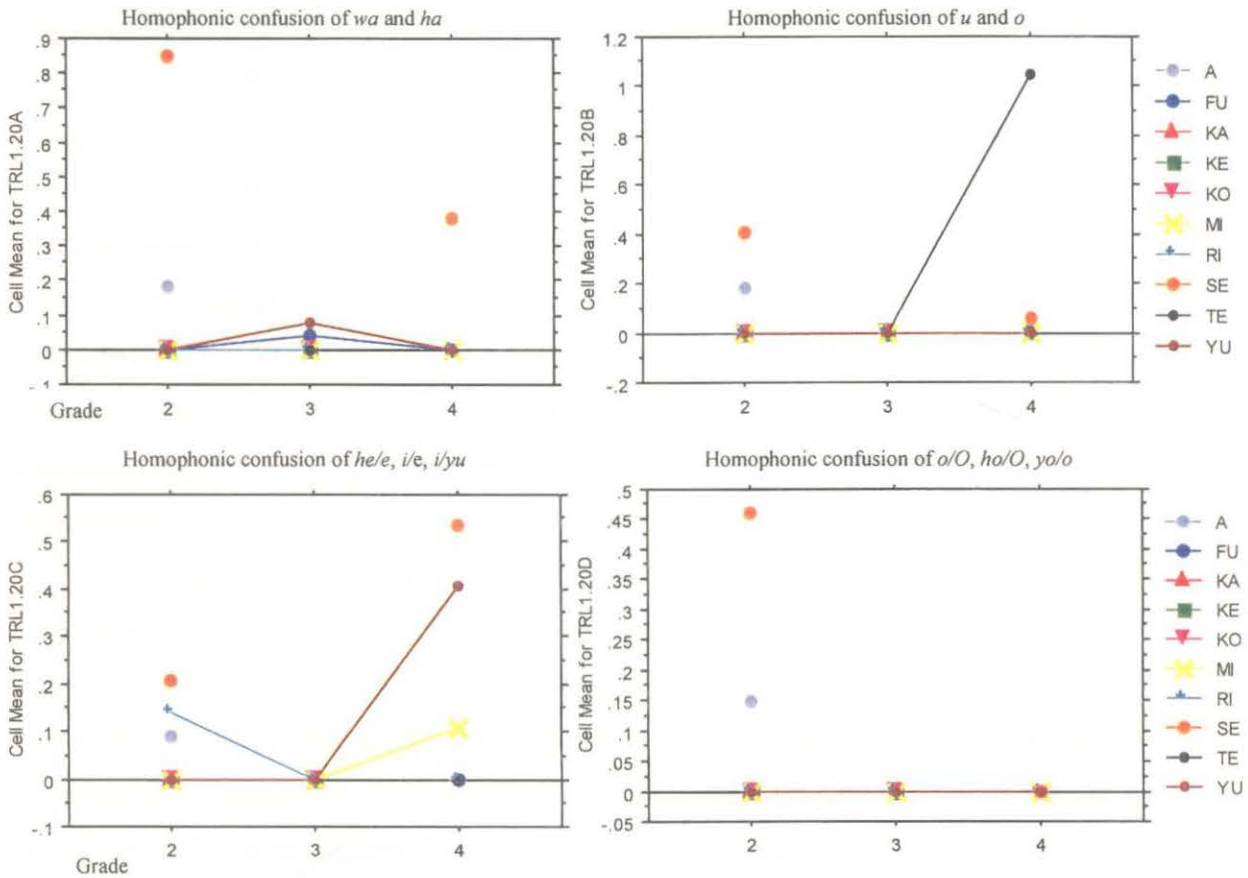 Homophonic confusion of wa and ha
Cell Mean for TRL1.20A
.9
.8
.7
.6
.5
.4
.3
.2
.1
0
-.1
Grade
2
3
4
Homophonic confusion of u and o
Cell Mean for TRL1.20B
1.2
1
.8
.6
.4
.2
0
-.2
2
3
4
A
FU
KA
KE
KO
MI
RI
SE
TE
YU
Homophonic confusion of he/e, i/e, i/yu
Cell Mean for TRL1.20C
.6
.5
.4
.3
.2
.1
0
-.1
Grade
2
3
4
Homophonic confusion of o/O, ho/O, yo/o
Cell Mean for TRL1.20D
.5
.45
.4
.35
.3
.25
.2
.15
.1
.05
0
-.05
2
3
4
A
FU
KA
KE
KO
MI
RI
SE
TE
YU